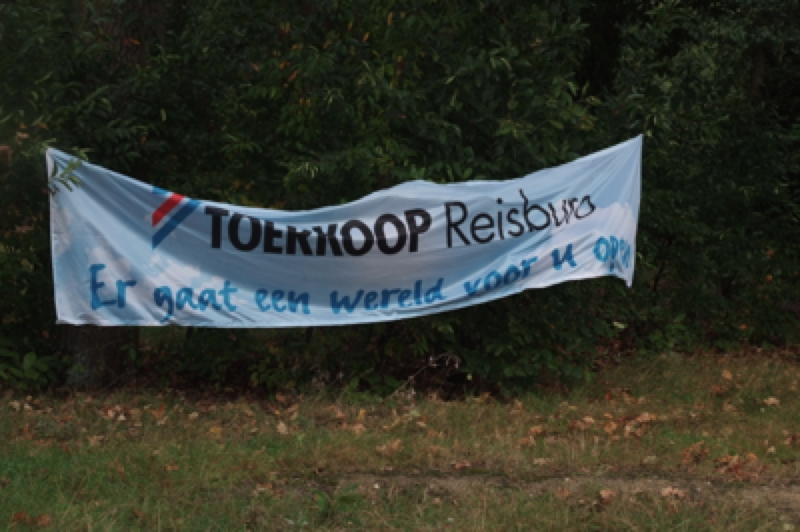 TOERKOOP Reisburo
Er gaat een wereld voor u open